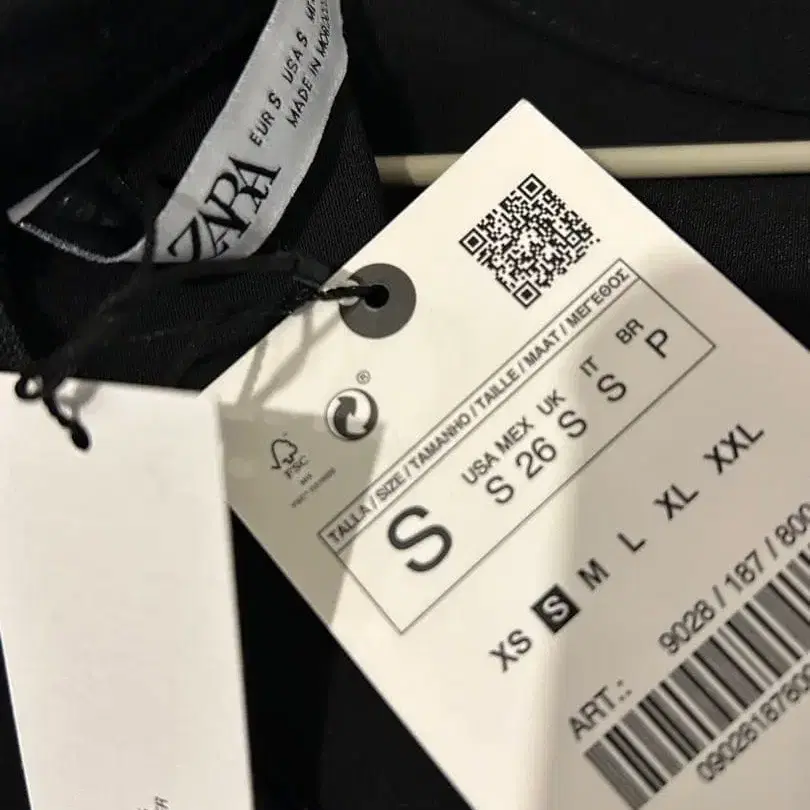 ZARA
EUR S USA S
MADE IN
FSC
®
TALLA / SIZE / TAMANHO / TAILLE / MAAT / ΜΕΓΕΘΟΣ
S
USA MEX UK IT BR
S 26 S S P
XS S M L XL XXL
ART.: 9028 / 187 / 800
0902818780